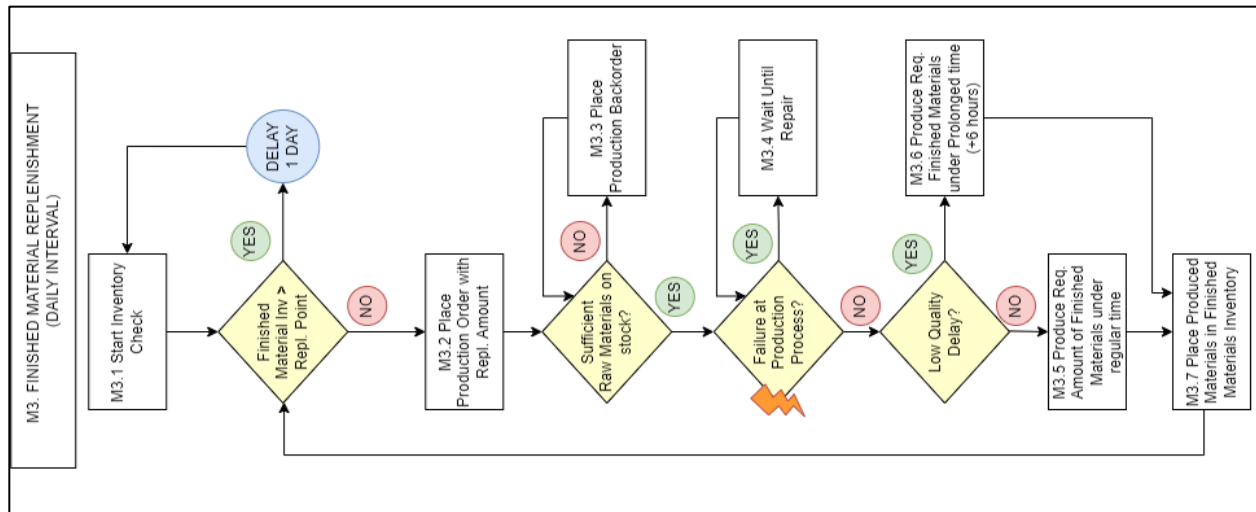 M3. FINISHED MATERIAL REPLENISHMENT
(DAILY INTERVAL)
M3.1 Start Inventory
Check
DELAY
1 DAY
YES
Finished
Material Inv >
Repl. Point
NO
M3.2 Place
Production Order with
Repl. Amount
M3.3 Place
Production Backorder
NO
Sufficient
Raw Materials on
stock?
YES
M3.4 Wait Until
Repair
YES
Failure at
Production
Process?
NO
M3.6 Produce Req.
Finished Materials
under Prolonged time
(+6 hours)
YES
Low Quality
Delay?
NO
M3.5 Produce Req.
Amount of Finished
Materials under
regular time
M3.7 Place Produced
Materials in Finished
Materials Inventory